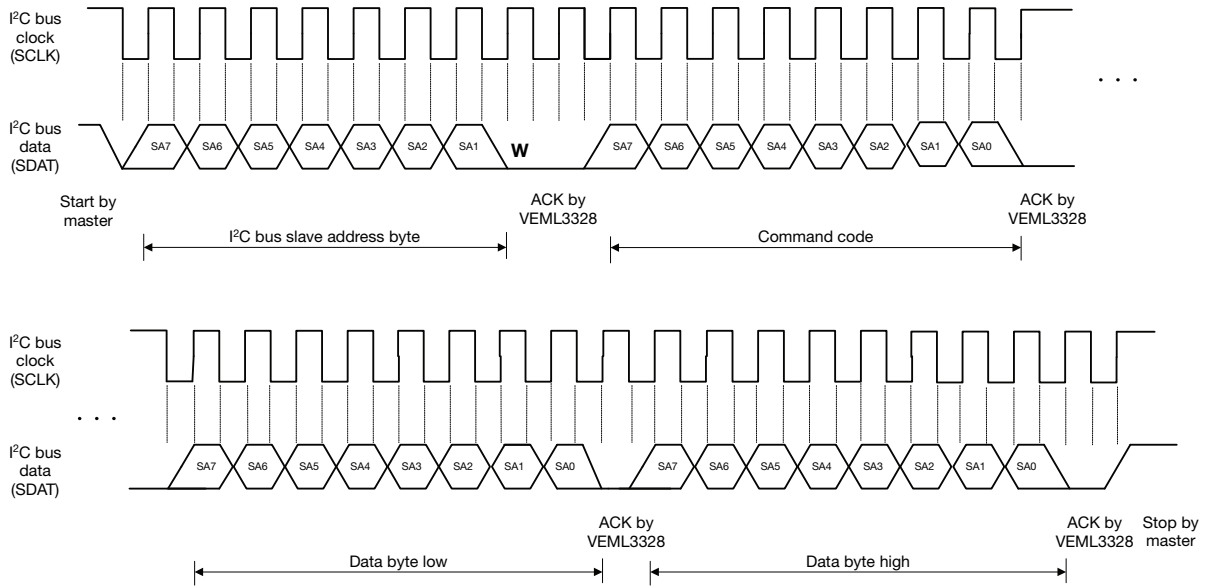 I²C bus
clock
(SCLK)
. . .
I²C bus
data
(SDAT)
SA7 SA6 SA5 SA4 SA3 SA2 SA1 W SA7 SA6 SA5 SA4 SA3 SA2 SA1 SA0
Start by
master
ACK by
VEML3328
ACK by
VEML3328
I²C bus slave address byte
Command code
I²C bus
clock
(SCLK)
. . .
I²C bus
data
(SDAT)
SA7 SA6 SA5 SA4 SA3 SA2 SA1 SA0 SA7 SA6 SA5 SA4 SA3 SA2 SA1 SA0
ACK by
VEML3328
ACK by
VEML3328
Stop by
master
Data byte low
Data byte high